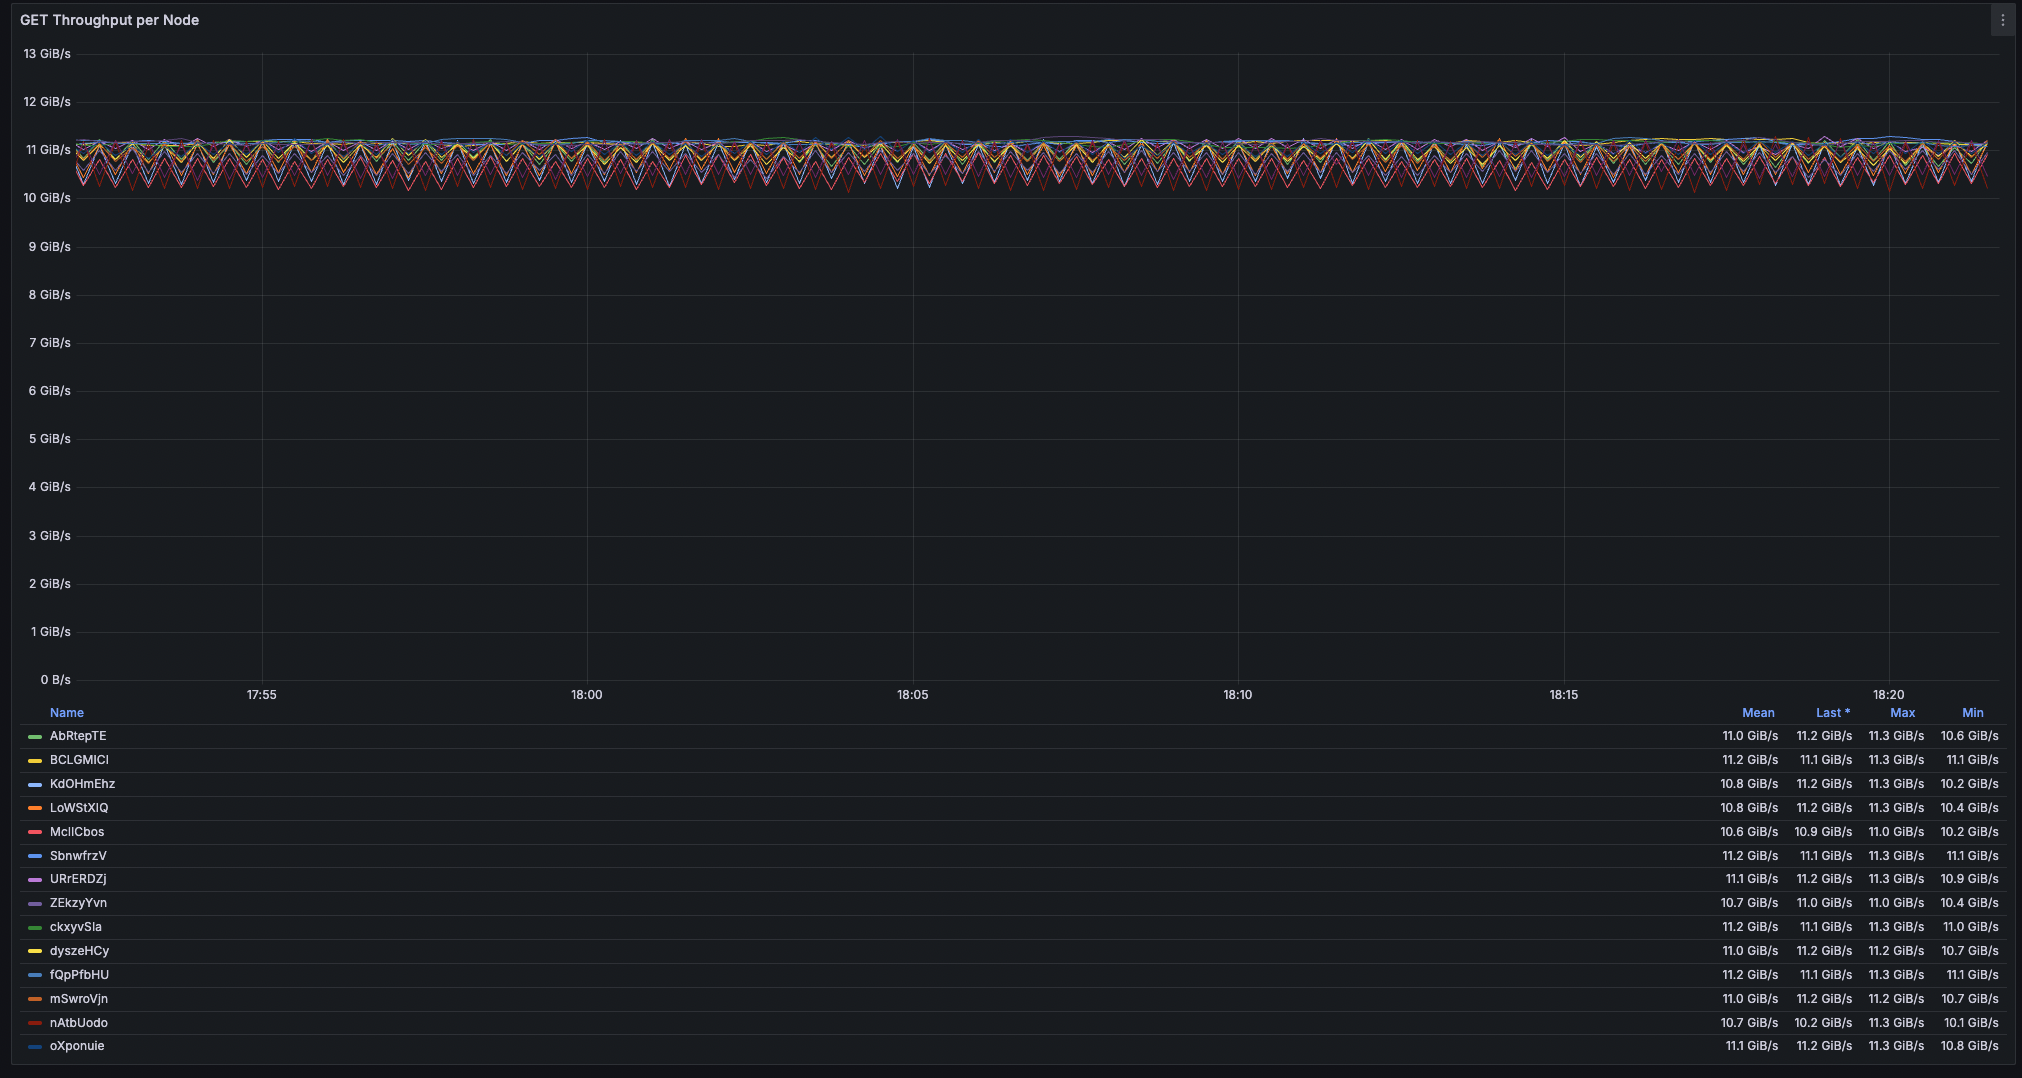 GET Throughput per Node
13 GiB/s
12 GiB/s
11 GiB/s
10 GiB/s
9 GiB/s
8 GiB/s
7 GiB/s
6 GiB/s
5 GiB/s
4 GiB/s
3 GiB/s
2 GiB/s
1 GiB/s
0 B/s
17:55 18:00 18:05 18:10 18:15 18:20
Name Mean Last * Max Min
AbRtepTE 11.0 GiB/s 11.2 GiB/s 11.3 GiB/s 10.6 GiB/s
BCLGMICI 11.2 GiB/s 11.1 GiB/s 11.3 GiB/s 11.1 GiB/s
KdOHmEhz 10.8 GiB/s 11.2 GiB/s 11.3 GiB/s 10.2 GiB/s
LoWStXIQ 10.8 GiB/s 11.2 GiB/s 11.3 GiB/s 10.4 GiB/s
McIlCbos 10.6 GiB/s 10.9 GiB/s 11.0 GiB/s 10.2 GiB/s
SbnwfrzV 11.2 GiB/s 11.1 GiB/s 11.3 GiB/s 11.1 GiB/s
URrERDZj 11.1 GiB/s 11.2 GiB/s 11.3 GiB/s 10.9 GiB/s
ZEkzyYvn 10.7 GiB/s 11.0 GiB/s 11.0 GiB/s 10.4 GiB/s
ckxyvSla 11.2 GiB/s 11.1 GiB/s 11.3 GiB/s 11.0 GiB/s
dyszeHCy 11.0 GiB/s 11.2 GiB/s 11.2 GiB/s 10.7 GiB/s
fQpPfbHU 11.2 GiB/s 11.1 GiB/s 11.3 GiB/s 11.1 GiB/s
mSwroVjn 11.0 GiB/s 11.2 GiB/s 11.2 GiB/s 10.7 GiB/s
nAtbUodo 10.7 GiB/s 10.2 GiB/s 11.3 GiB/s 10.1 GiB/s
oXponuie 11.1 GiB/s 11.2 GiB/s 11.3 GiB/s 10.8 GiB/s